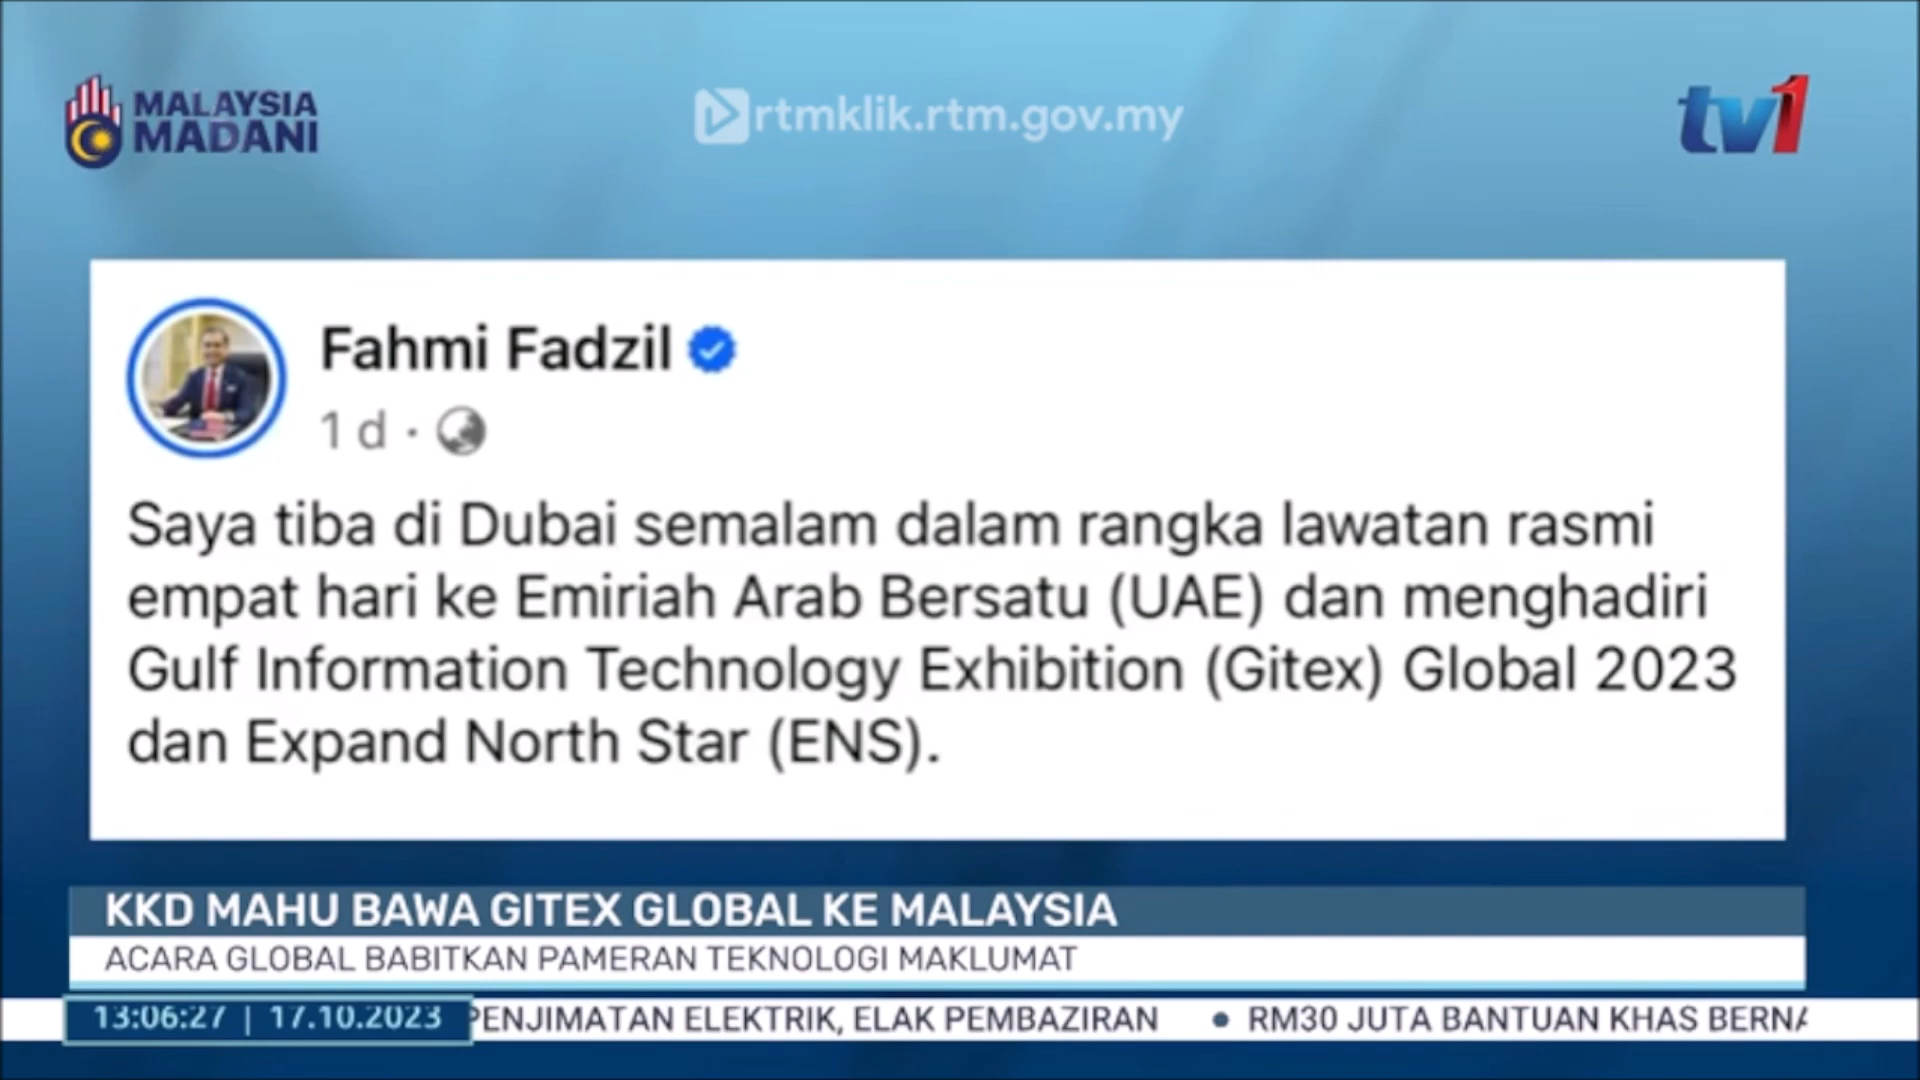 MALAYSIA
MADANI
rtmklik.rtm.gov.my
tv1
Fahmi Fadzil
1 d ·
Saya tiba di Dubai semalam dalam rangka lawatan rasmi
empat hari ke Emiriah Arab Bersatu (UAE) dan menghadiri
Gulf Information Technology Exhibition (Gitex) Global 2023
dan Expand North Star (ENS).
KKD MAHU BAWA GITEX GLOBAL KE MALAYSIA
ACARA GLOBAL BABITKAN PAMERAN TEKNOLOGI MAKLUMAT
13:06:27 | 17.10.2023 PENJIMATAN ELEKTRIK, ELAK PEMBAZIRAN • RM30 JUTA BANTUAN KHAS